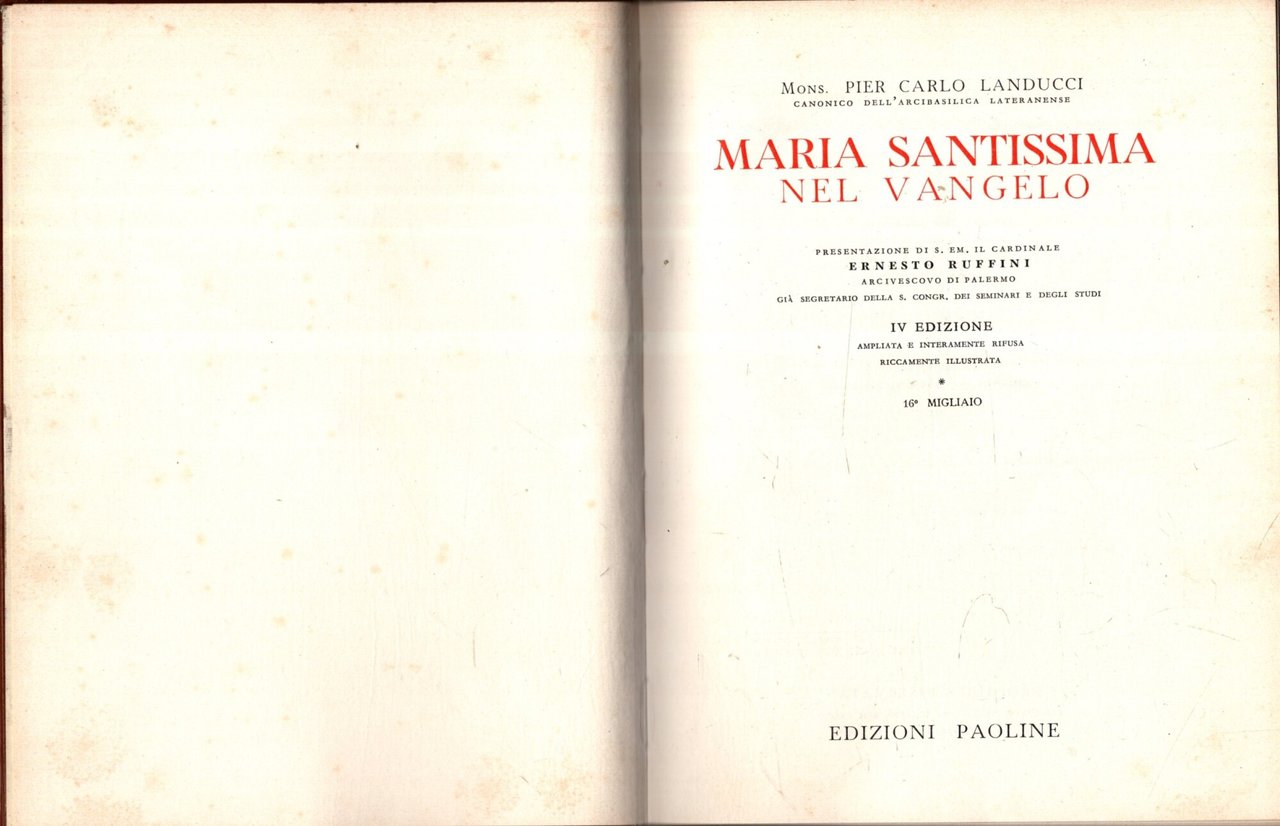 Mons. PIER CARLO LANDUCCI
CANONICO DELL'ARCIBASILICA LATERANENSE
MARIA SANTISSIMA
NEL VANGELO
PRESENTAZIONE DI S. EM. IL CARDINALE
ERNESTO RUFFINI
ARCIVESCOVO DI PALERMO
GIÀ SEGRETARIO DELLA S. CONGR. DEI SEMINARI E DEGLI STUDI
IV EDIZIONE
AMPLIATA E INTERAMENTE RIFUSA
RICCAMENTE ILLUSTRATA
*
16° MIGLIAIO
EDIZIONI PAOLINE